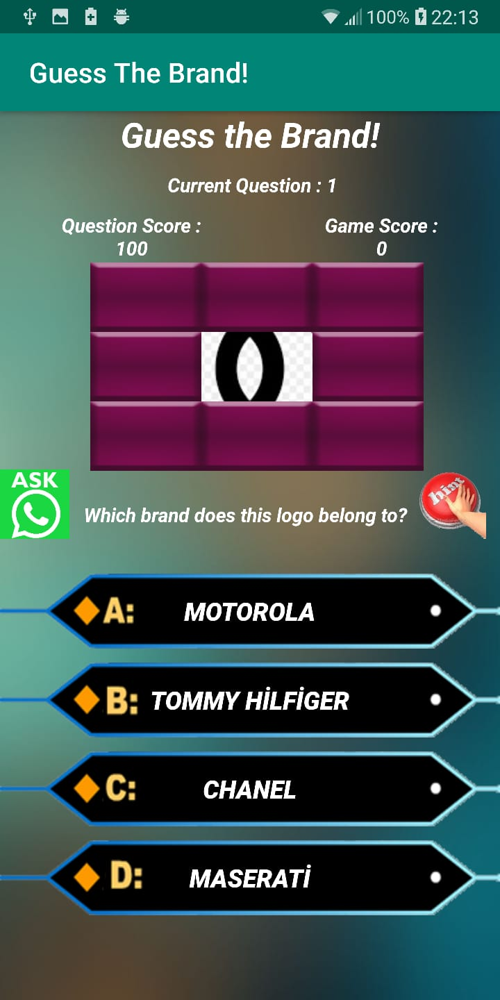 100% 22:13
Guess The Brand!
Guess the Brand!
Current Question : 1
Question Score :
100
Game Score :
0
ASK
hint
Which brand does this logo belong to?
A: MOTOROLA
B: TOMMY HİLFİGER
C: CHANEL
D: MASERATİ